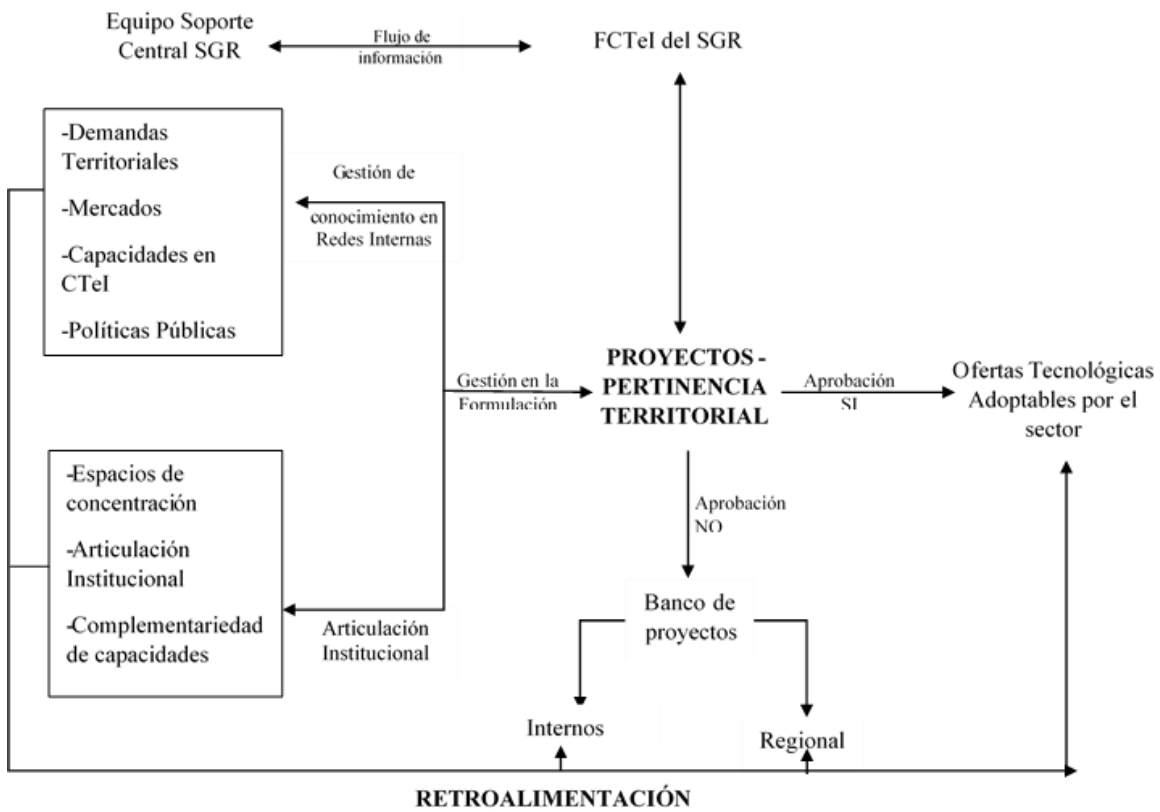 Equipo Soporte
Central SGR
Flujo de
información
FCTeI del SGR
-Demandas
Territoriales
-Mercados
-Capacidades en
CTeI
-Políticas Públicas
Gestión de
conocimiento en
Redes Internas
Gestión en la
Formulación
PROYECTOS -
PERTINENCIA
TERRITORIAL
Aprobación
SI
Ofertas Tecnológicas
Adoptables por el
sector
-Espacios de
concentración
-Articulación
Institucional
-Complementariedad
de capacidades
Articulación
Institucional
Aprobación
NO
Banco de
proyectos
Internos
Regional
RETROALIMENTACIÓN